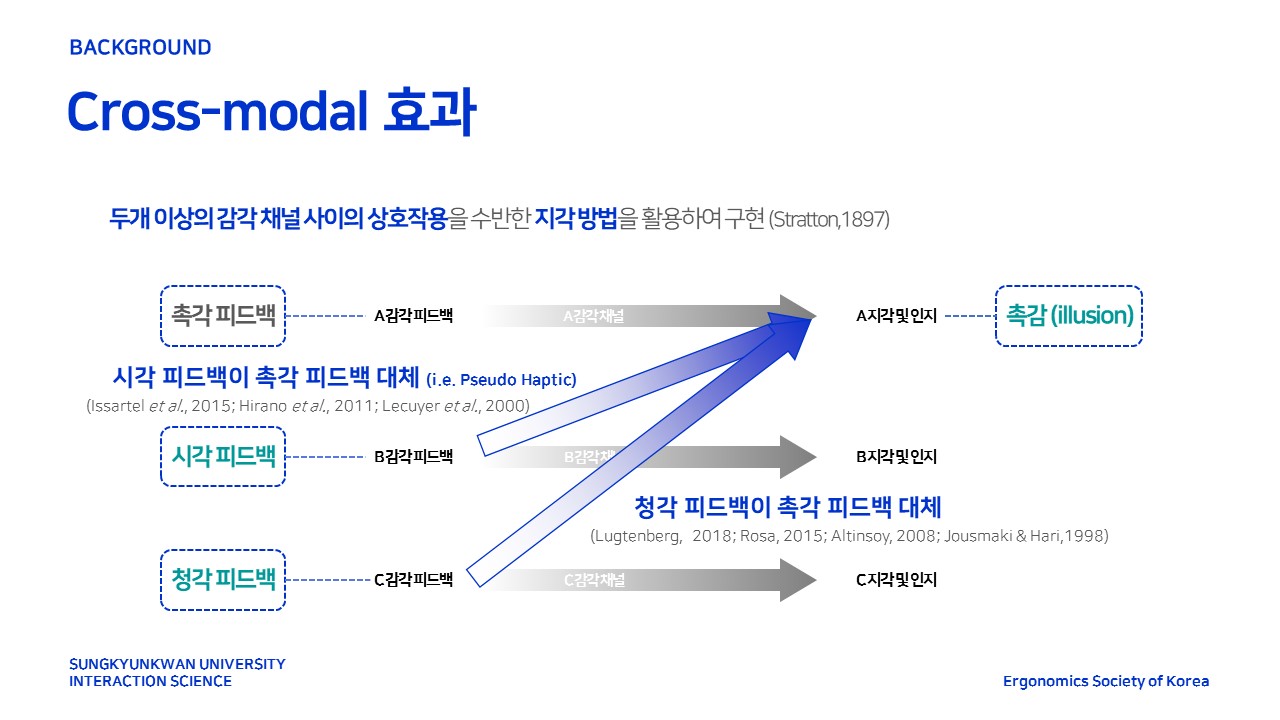 BACKGROUND
Cross-modal 효과
두개 이상의 감각 채널 사이의 상호작용을 수반한 지각 방법을 활용하여 구현 (Stratton,1897)
촉각 피드백 A감각피드백 A감각채널 A지각및인지 촉감 (illusion)
시각 피드백이 촉각 피드백 대체 (i.e. Pseudo Haptic)
(Issartel et al., 2015; Hirano et al., 2011; Lecuyer et al., 2000)
시각 피드백 B감각피드백 B감각채널 B지각및인지
청각 피드백이 촉각 피드백 대체
(Lugtenberg, 2018; Rosa, 2015; Altinsoy, 2008; Jousmaki & Hari,1998)
청각 피드백 C감각피드백 C감각채널 C지각및인지
SUNGKYUNKWAN UNIVERSITY
INTERACTION SCIENCE
Ergonomics Society of Korea